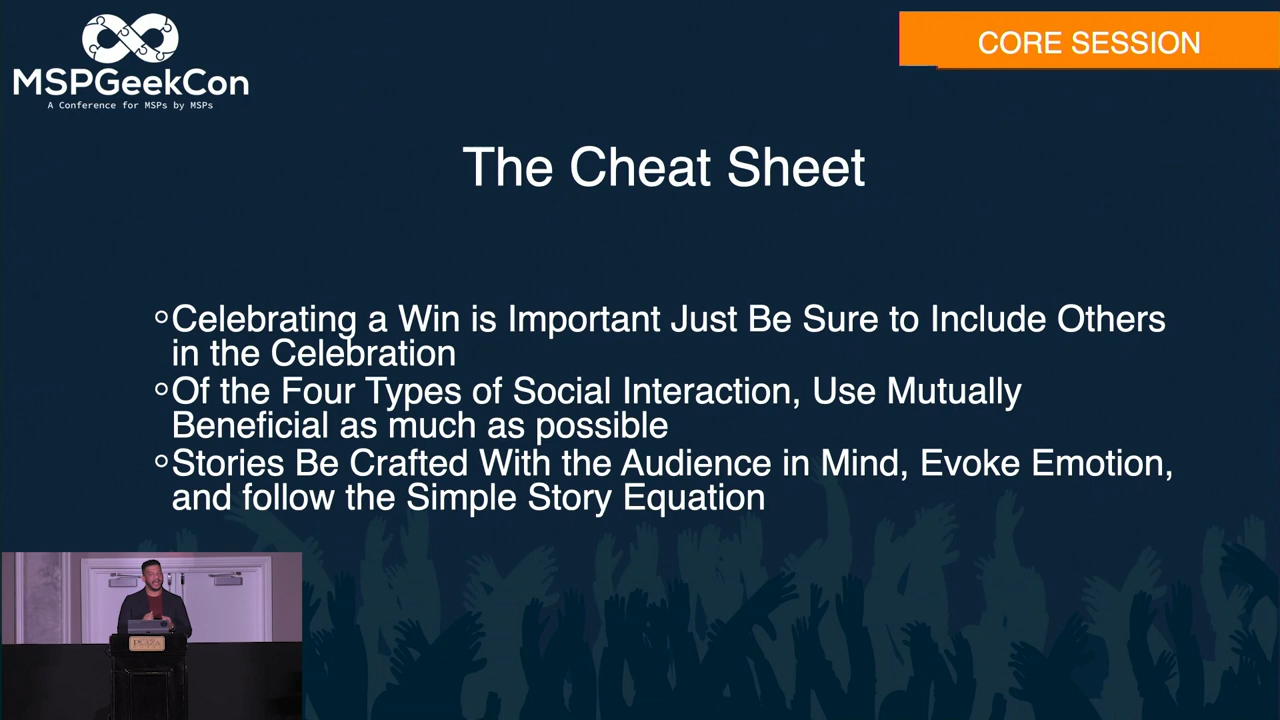 MSPGeekCon
A Conference for MSPs by MSPs
CORE SESSION
The Cheat Sheet
Celebrating a Win is Important Just Be Sure to Include Others
in the Celebration
Of the Four Types of Social Interaction, Use Mutually
Beneficial as much as possible
Stories Be Crafted With the Audience in Mind, Evoke Emotion,
and follow the Simple Story Equation
PLAZA